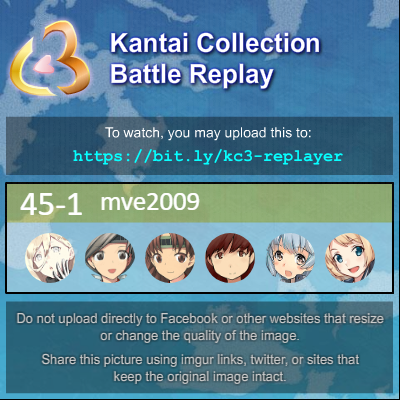 Kantai Collection
Battle Replay
To watch, you may upload this to:
https://bit.ly/kc3-replayer
45-1 mve2009
Do not upload directly to Facebook or other websites that resize
or change the quality of the image.
Share this picture using imgur links, twitter, or sites that
keep the original image intact.